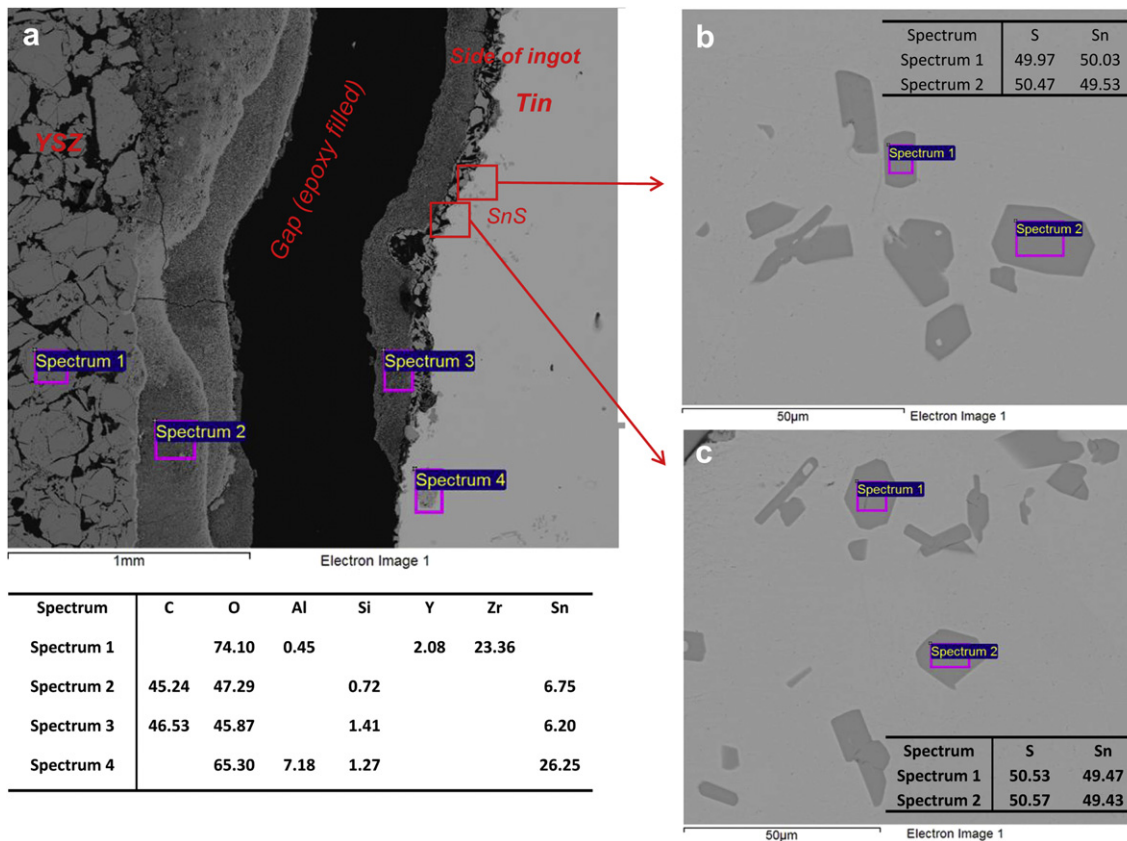 a
YSZ
Gap (epoxy filled)
Side of ingot
Tin
SnS
Spectrum 1
Spectrum 2
Spectrum 3
Spectrum 4
1mm Electron Image 1
Spectrum C O Al Si Y Zr Sn
Spectrum 1 74.10 0.45 2.08 23.36
Spectrum 2 45.24 47.29 0.72 6.75
Spectrum 3 46.53 45.87 1.41 6.20
Spectrum 4 65.30 7.18 1.27 26.25
b
Spectrum S Sn
Spectrum 1 49.97 50.03
Spectrum 2 50.47 49.53
Spectrum 1
Spectrum 2
50μm Electron Image 1
c
Spectrum 1
Spectrum 2
Spectrum S Sn
Spectrum 1 50.53 49.47
Spectrum 2 50.57 49.43
50μm Electron Image 1